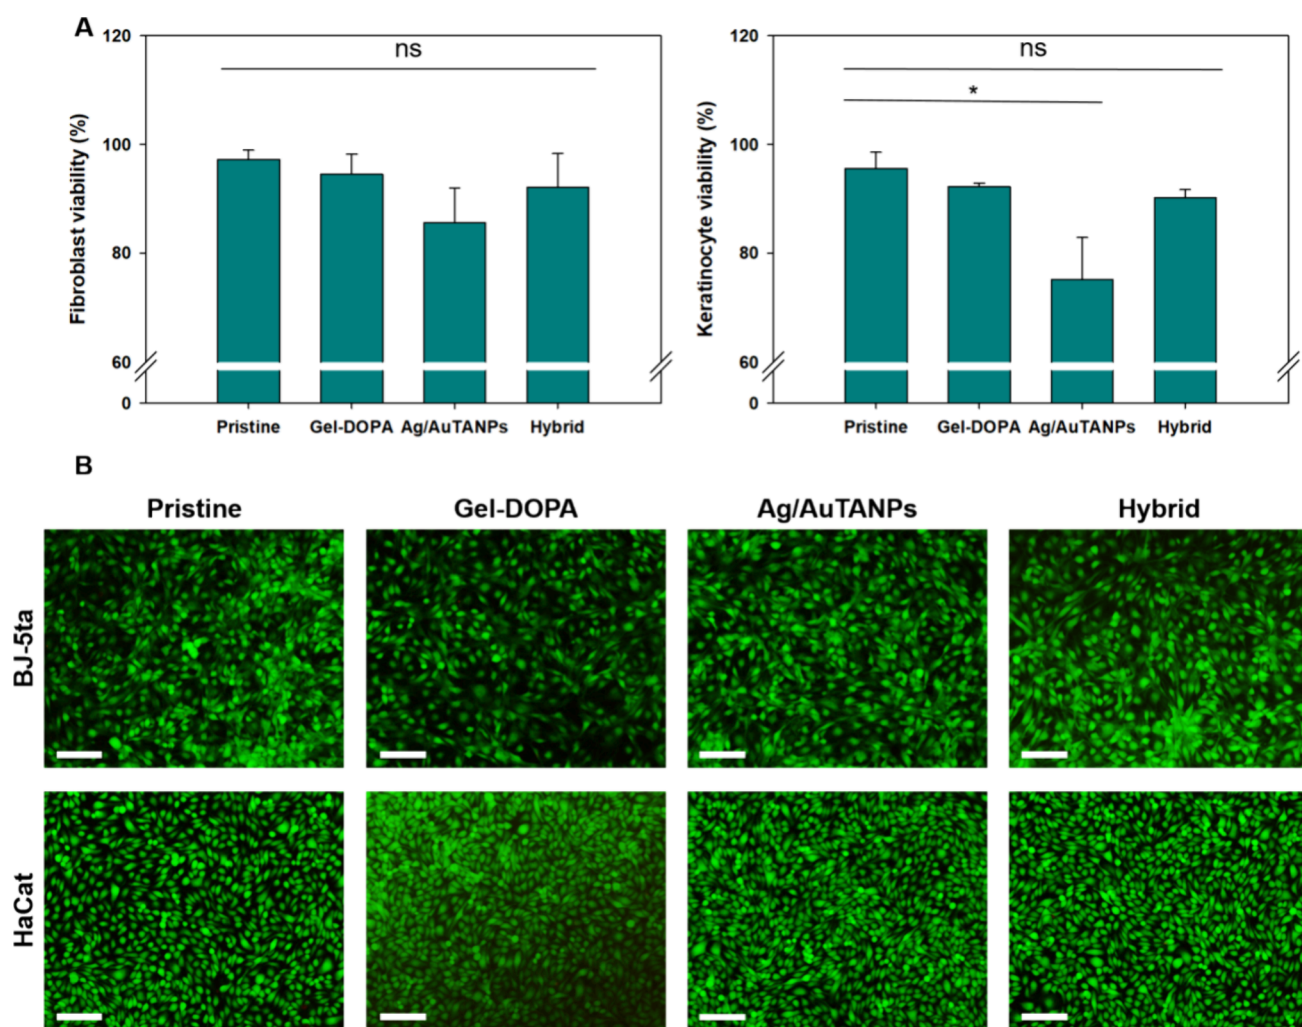 A
120
100
80
60
0
Fibroblast viability (%)
ns
Pristine Gel-DOPA Ag/AuTANPs Hybrid
120
100
80
60
0
Keratinocyte viability (%)
ns
*
Pristine Gel-DOPA Ag/AuTANPs Hybrid
B
Pristine Gel-DOPA Ag/AuTANPs Hybrid
BJ-5ta
HaCat